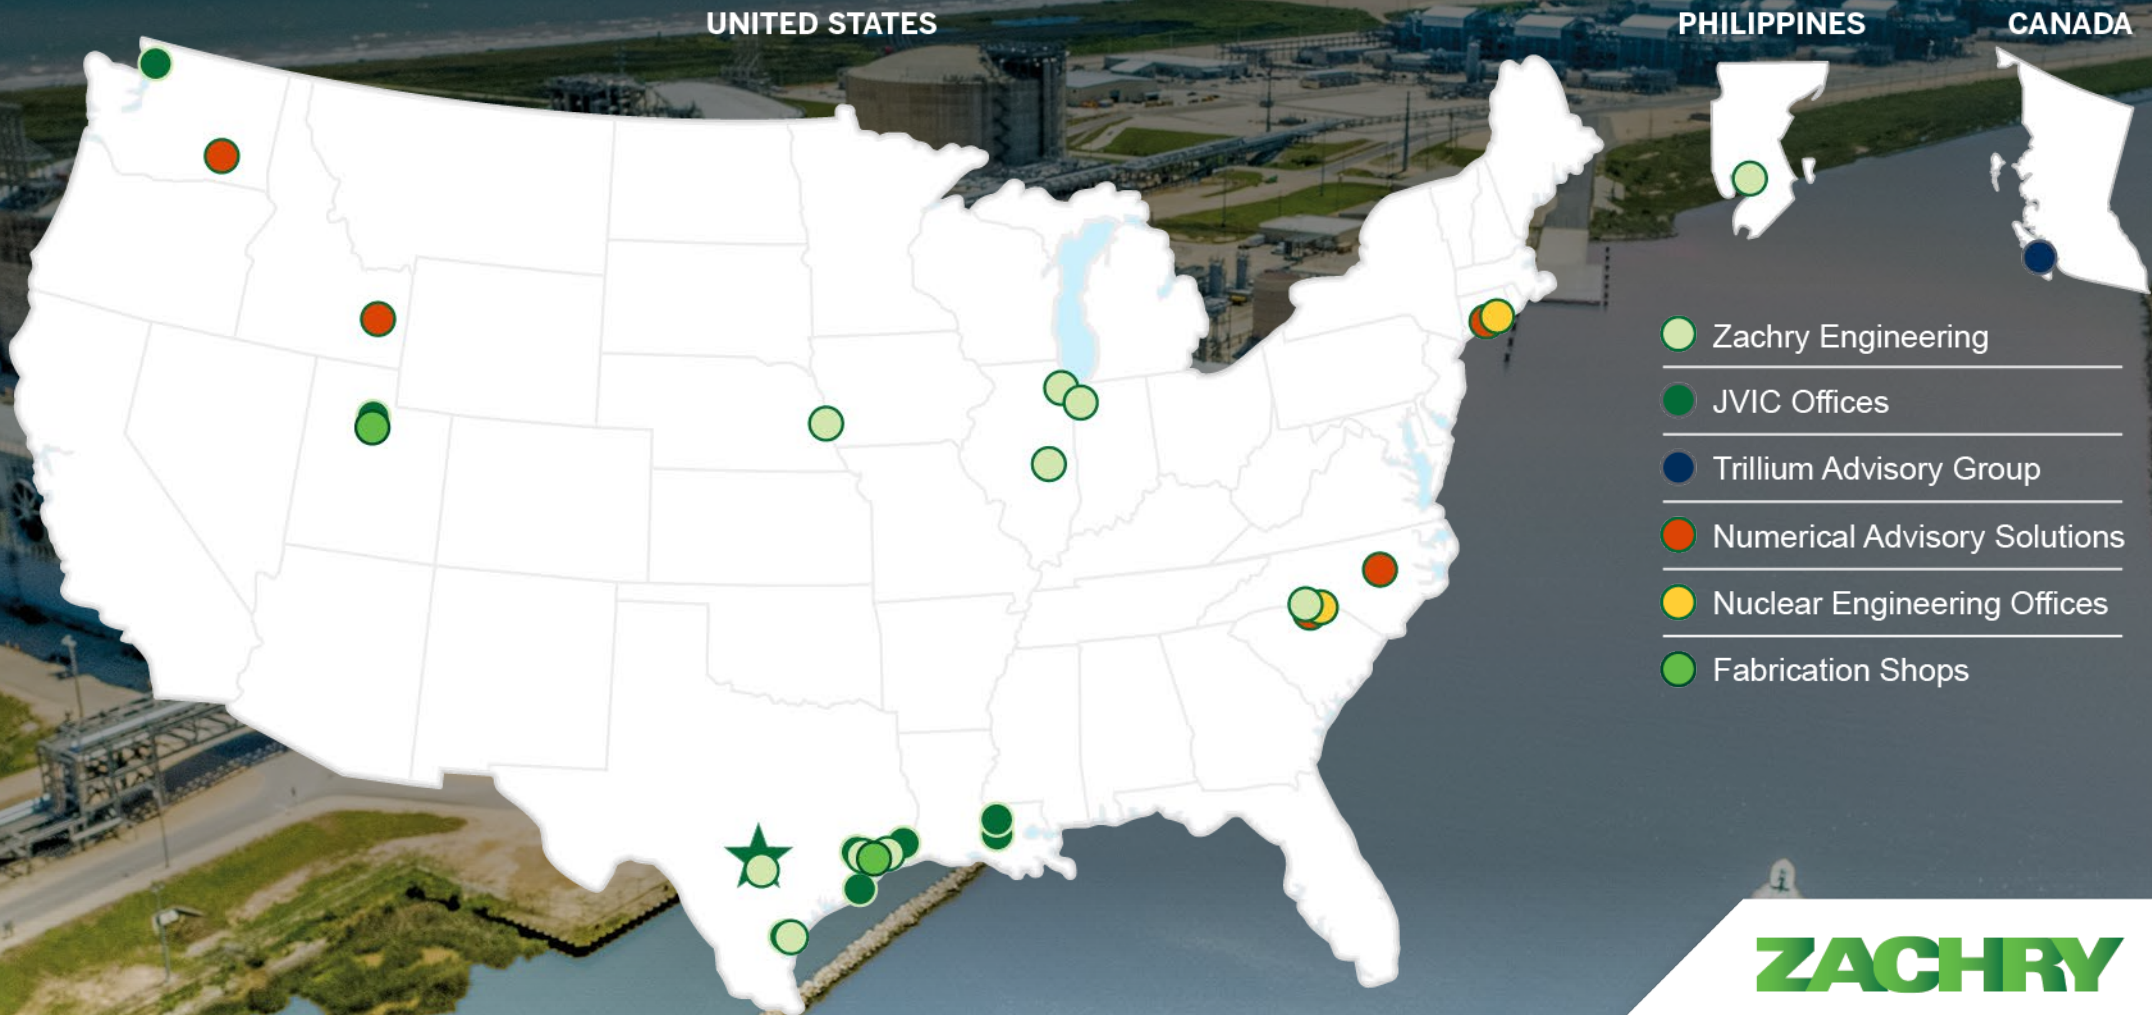 UNITED STATES
PHILIPPINES
CANADA
Zachry Engineering
JVIC Offices
Trillium Advisory Group
Numerical Advisory Solutions
Nuclear Engineering Offices
Fabrication Shops
ZACHRY